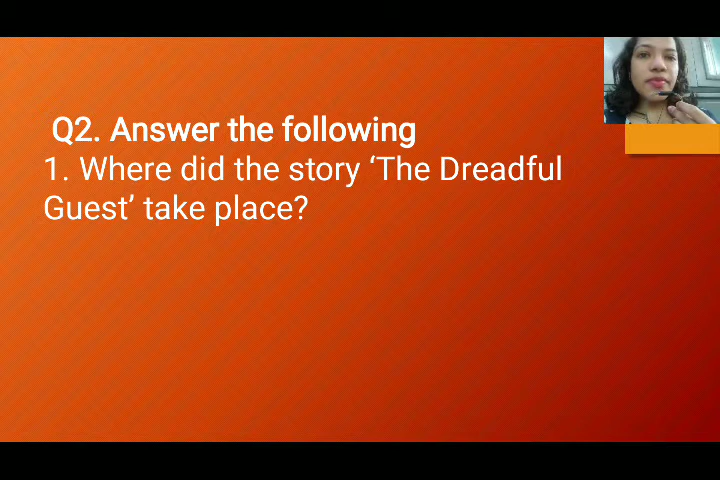 Q2. Answer the following
1. Where did the story ‘The Dreadful
Guest’ take place?